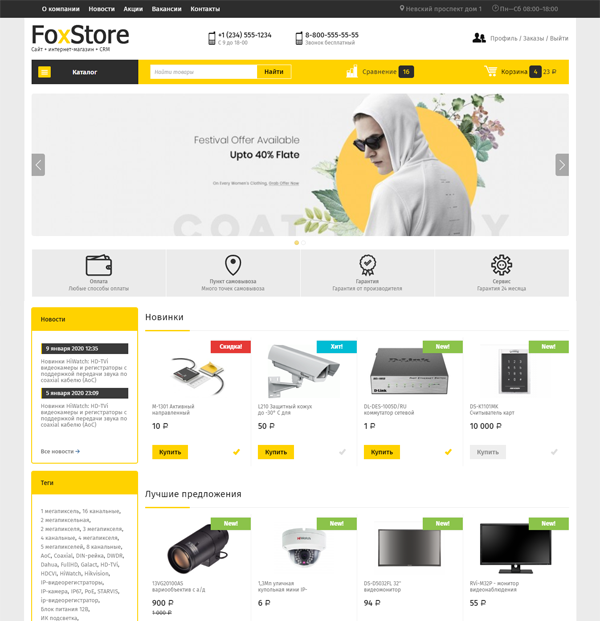 О компании Новости Акции Вакансии Контакты
Невский проспект дом 1 Пн—Сб 08:00–18:00
FoxStore
Сайт + интернет-магазин + CRM
+1 (234) 555-1234
С 9 до 18-00
8-800-555-55-55
Звонок бесплатный
Профиль / Заказы / Выйти
Каталог
Найти товары
Найти
Сравнение 16
Корзина 4 23 ₽
Festival Offer Available
Upto 40% Flate
On Every Women's Clothing, Ends Offer Now
Оплата
Любые способы оплаты
Пункт самовывоза
Много точек самовывоза
Гарантия
Гарантия от производителя
Сервис
Гарантия 24 месяца
Новости
9 января 2020 12:35
Новинки HiWatch: HD-TVi
видеокамеры и регистраторы с
поддержкой передачи звука по
coaxial кабелю (AoC)
5 января 2020 23:09
Новинки HiWatch: HD-TVi
видеокамеры и регистраторы с
поддержкой передачи звука по
coaxial кабелю (AoC)
Все новости
Новинки
Скидка!
M-1301 Активный
направленный
10 ₽
Купить
Хит!
L210 Защитный кожух
до -30° С для
50 ₽
Купить
New!
DL-DES-1005D/RU
коммутатор сетевой
1 ₽
Купить
New!
DS-K1101MK
Считыватель карт
10 000 ₽
Купить
Теги
1 мегапиксель, 16 канальные,
2 мегапиксельная,
2 мегапикселя, 3 мегапикселя,
4 канальные, 4 мегапикселя,
5 мегапикселей, 8 канальные,
AoC, Coaxial, DIN-рейка, DWDR,
Dahua, FullHD, Galact, HD-TVi,
HDCVI, HiWatch, Hikvision,
IP-видеорегистраторы,
IP-камера, IP67, PoE, STARVIS,
ip-видеорегистратор,
Блок питания 12В,
ИК подсветка,
Лучшие предложения
New!
13VG20100AS
вариообъектив с а/д
900 ₽
1 000 ₽
New!
1,3Мп уличная
купольная мини IP-
6 ₽
New!
DS-D5032FL 32"
видеомонитор
94 ₽
New!
RVi-M32P - монитор
видеонаблюдения
55 ₽